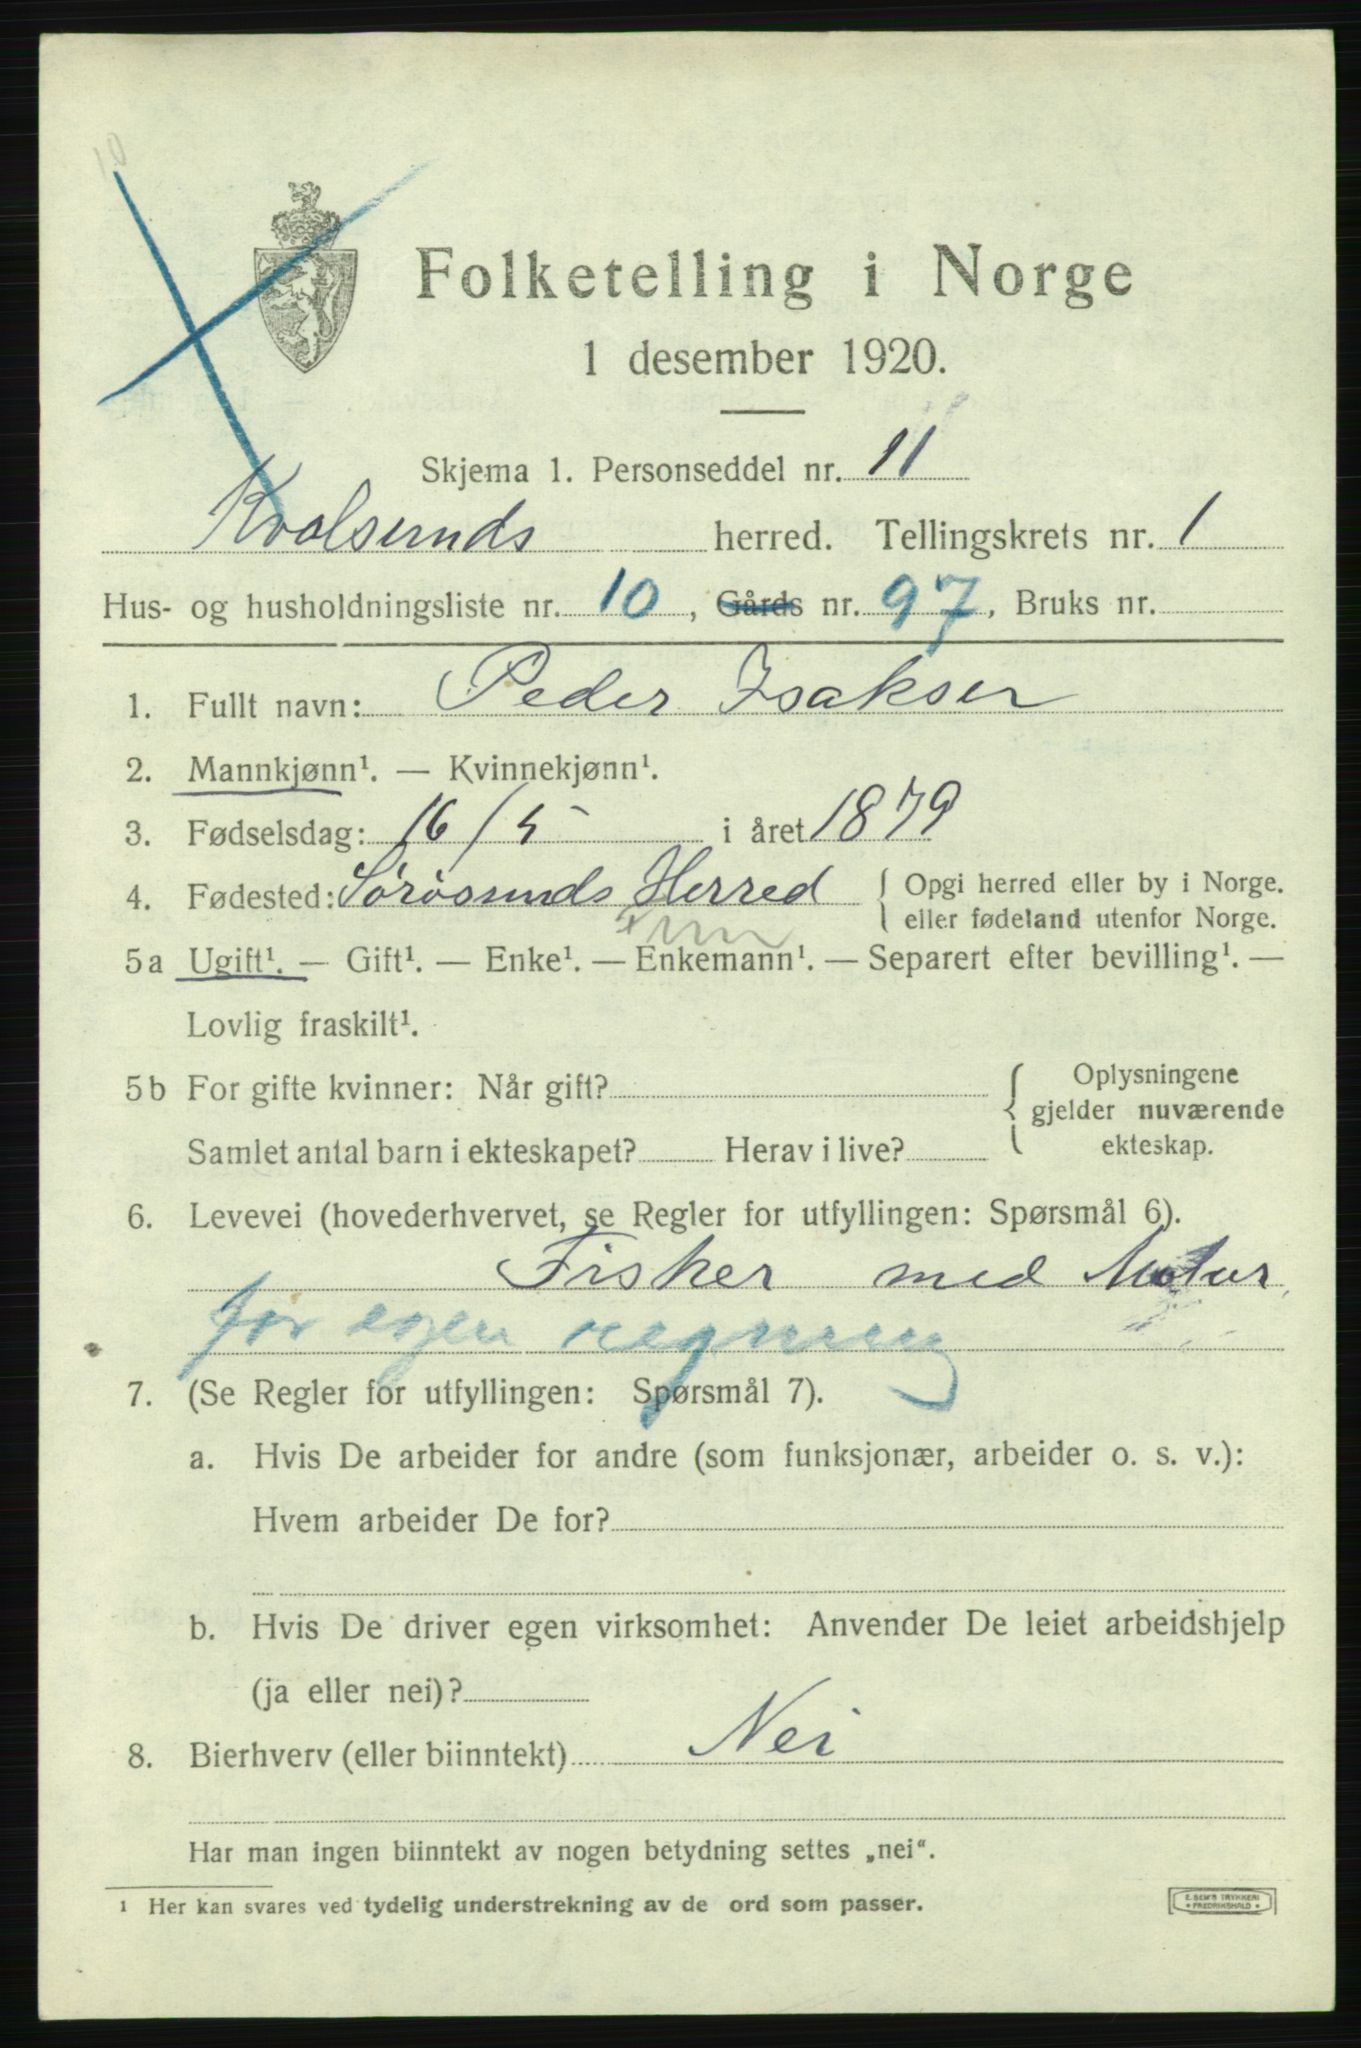 10
Folketelling i Norge
1 desember 1920.
Skjema 1. Personseddel nr. 11
Kvalsunds herred. Tellingskrets nr. 1
Hus- og husholdningsliste nr. 10, Gårds nr. 97, Bruks nr.
1. Fullt navn: Peder Isaksen
2. Mannkjønn¹. — Kvinnekjønn¹.
3. Fødselsdag: 16/5 i året 1879
4. Fødested: Sørøsunds Herred { Opgi herred eller by i Norge.
eller fødeland utenfor Norge.
5a Ugift¹. — Gift¹. — Enke¹. — Enkemann¹. — Separert efter bevilling¹. —
Lovlig fraskilt¹.
5b For gifte kvinner: Når gift? { Oplysningene
gjelder nuværende
ekteskap.
Samlet antal barn i ekteskapet? Herav i live?
6. Levevei (hovederhvervet, se Regler for utfyllingen: Spørsmål 6).
Fisker med Motor
for egen regning
7. (Se Regler for utfyllingen: Spørsmål 7).
a. Hvis De arbeider for andre (som funksjonær, arbeider o. s. v.):
Hvem arbeider De for?
b. Hvis De driver egen virksomhet: Anvender De leiet arbeidshjelp
(ja eller nei)?
8. Bierhverv (eller biinntekt) Nei
Har man ingen biinntekt av nogen betydning settes „nei“.
¹ Her kan svares ved tydelig understrekning av de ord som passer.
E. SEM'S TRYKKERI
FREDRIKSHALD